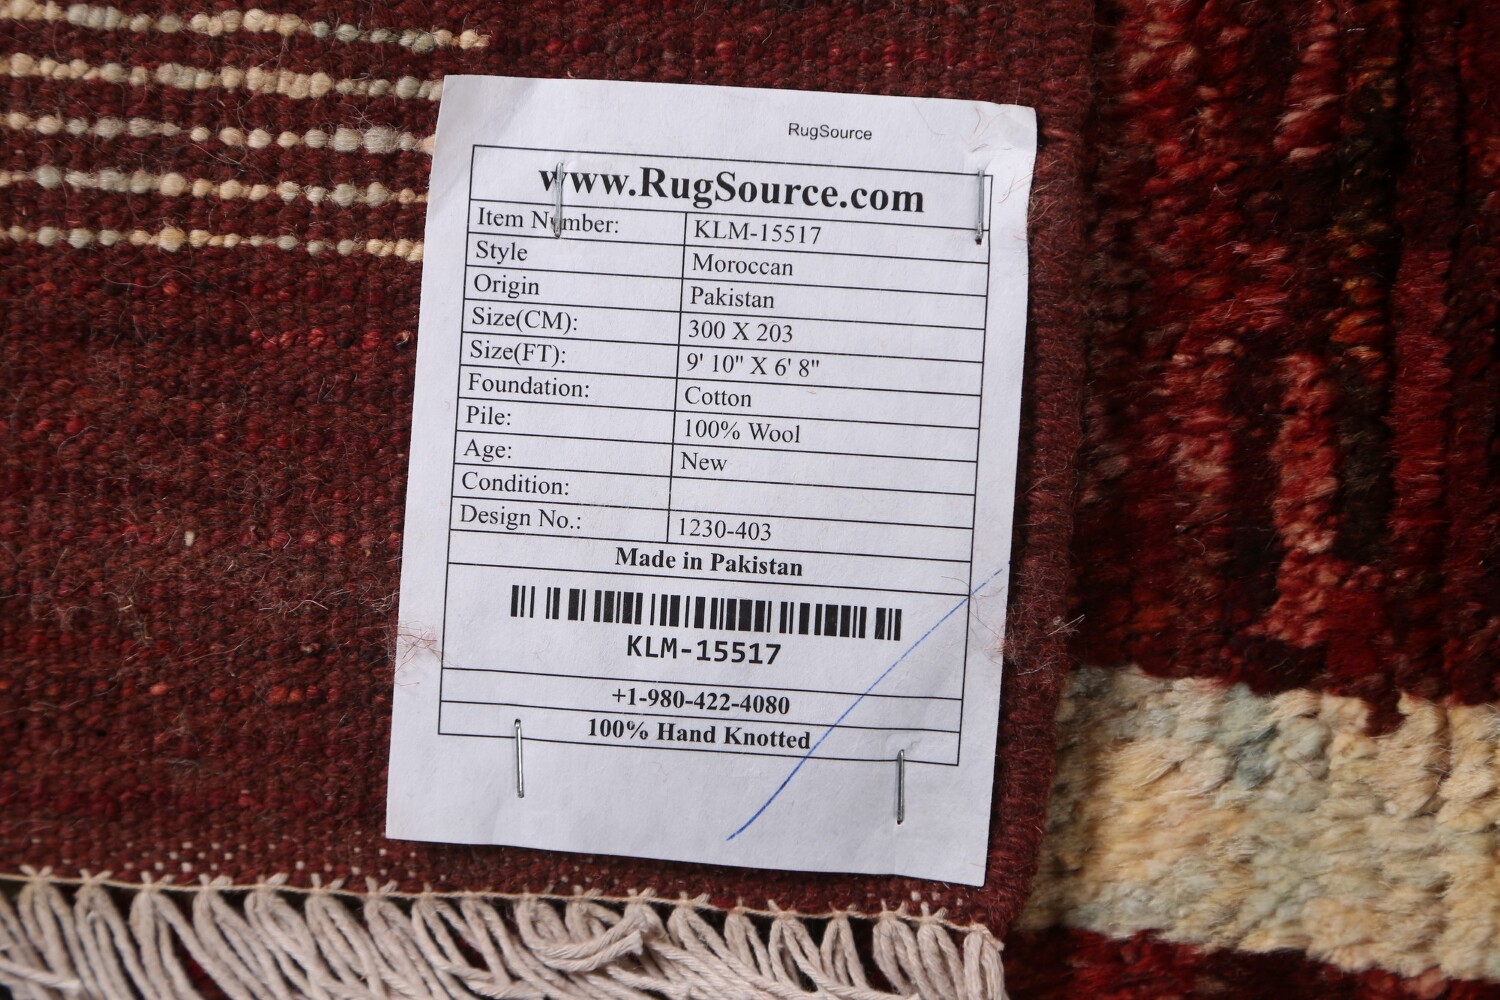 RugSource
www.RugSource.com
Item Number: KLM-15517
Style Moroccan
Origin Pakistan
Size(CM): 300 X 203
Size(FT): 9' 10" X 6' 8"
Foundation: Cotton
Pile: 100% Wool
Age: New
Condition:
Design No.: 1230-403
Made in Pakistan
KLM-15517
+1-980-422-4080
100% Hand Knotted